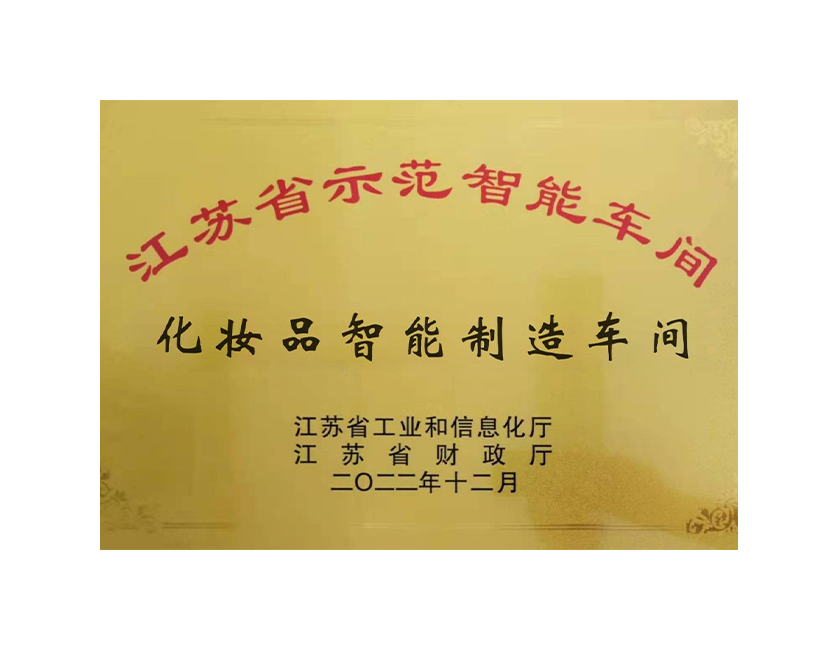 江苏省示范智能车间
化妆品智能制造车间
江苏省工业和信息化厅
江苏省财政厅
二〇二二年十二月